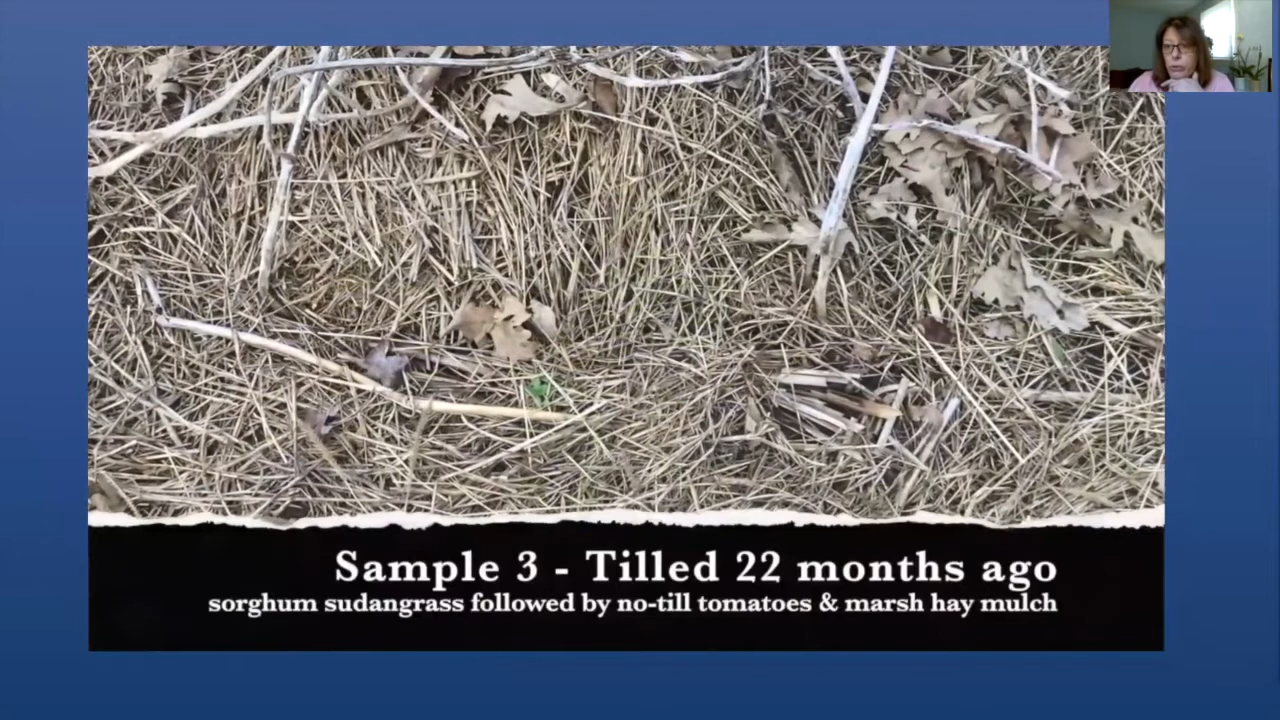 Sample 3 - Tilled 22 months ago
sorghum sudangrass followed by no-till tomatoes & marsh hay mulch